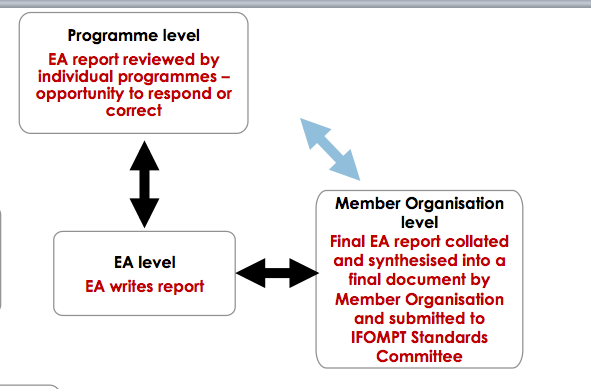 Programme level
EA report reviewed by
individual programmes –
opportunity to respond or
correct
EA level
EA writes report
Member Organisation
level
Final EA report collated
and synthesised into a
final document by
Member Organisation
and submitted to
IFOMPT Standards
Committee